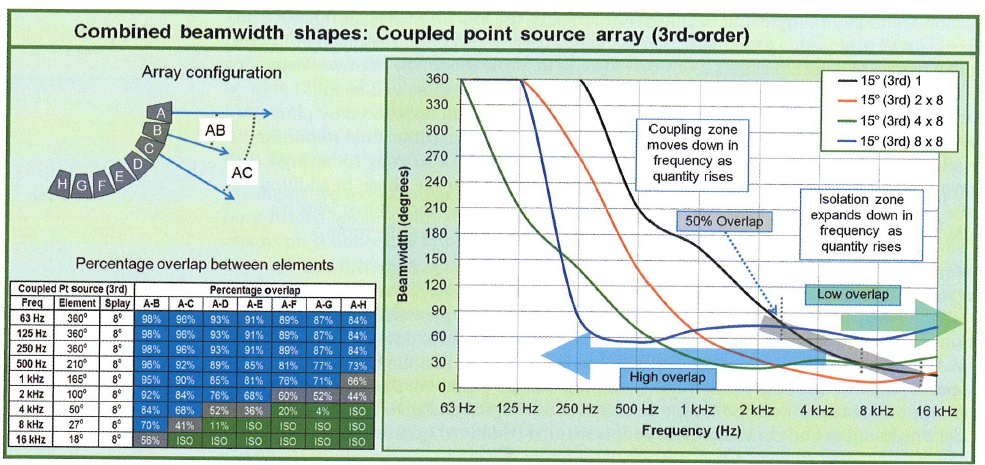 Combined beamwidth shapes: Coupled point source array (3rd-order)
Array configuration
A
B
C
D
E
F
G
H
AB
AC
Percentage overlap between elements
Coupled Pt source (3rd) Percentage overlap
Freq Element Splay A-B A-C A-D A-E A-F A-G A-H
63 Hz 360° 8° 98% 96% 93% 91% 89% 87% 84%
125 Hz 360° 8° 98% 96% 93% 91% 89% 87% 84%
250 Hz 360° 8° 98% 96% 93% 91% 89% 87% 84%
500 Hz 210° 8° 96% 92% 89% 85% 81% 77% 73%
1 kHz 165° 8° 95% 90% 85% 81% 76% 71% 66%
2 kHz 100° 8° 92% 84% 76% 68% 60% 52% 44%
4 kHz 50° 8° 84% 68% 52% 36% 20% 4% ISO
8 kHz 27° 8° 70% 41% 11% ISO ISO ISO ISO
16 kHz 18° 8° 56% ISO ISO ISO ISO ISO ISO
Beamwidth (degrees)
360
330
300
270
240
210
180
150
120
90
60
30
0
15° (3rd) 1
15° (3rd) 2 x 8
15° (3rd) 4 x 8
15° (3rd) 8 x 8
Coupling zone
moves down in
frequency as
quantity rises
50% Overlap
Isolation zone
expands down in
frequency as
quantity rises
Low overlap
High overlap
63 Hz 125 Hz 250 Hz 500 Hz 1 kHz 2 kHz 4 kHz 8 kHz 16 kHz
Frequency (Hz)